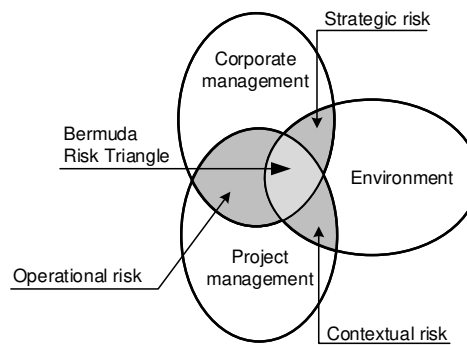 Strategic risk
Corporate
management
Bermuda
Risk Triangle
Environment
Project
management
Operational risk
Contextual risk